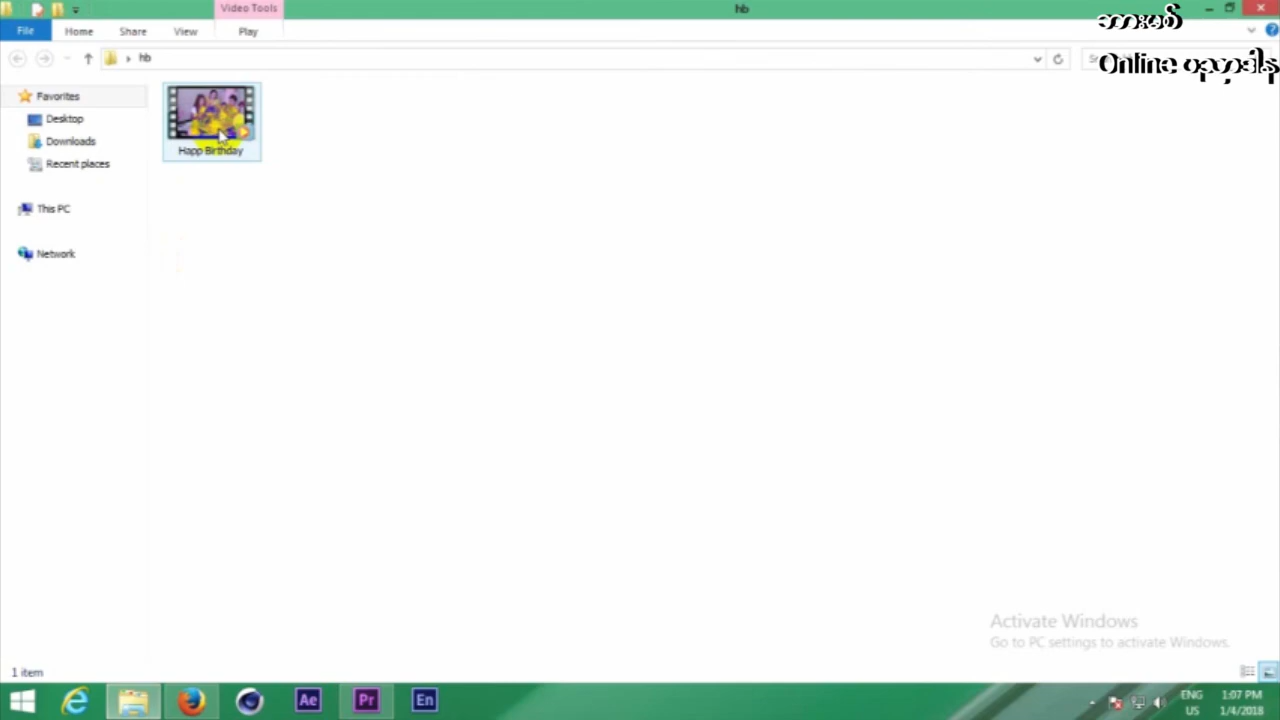 Video Tools
hb
File
Home
Share
View
Play
hb
Favorites
Desktop
Downloads
Recent places
This PC
Network
Happ Birthday
Online
Activate Windows
Go to PC settings to activate Windows.
1 item
Ae
Pr
En
ENG
US
1:07 PM
1/4/2018